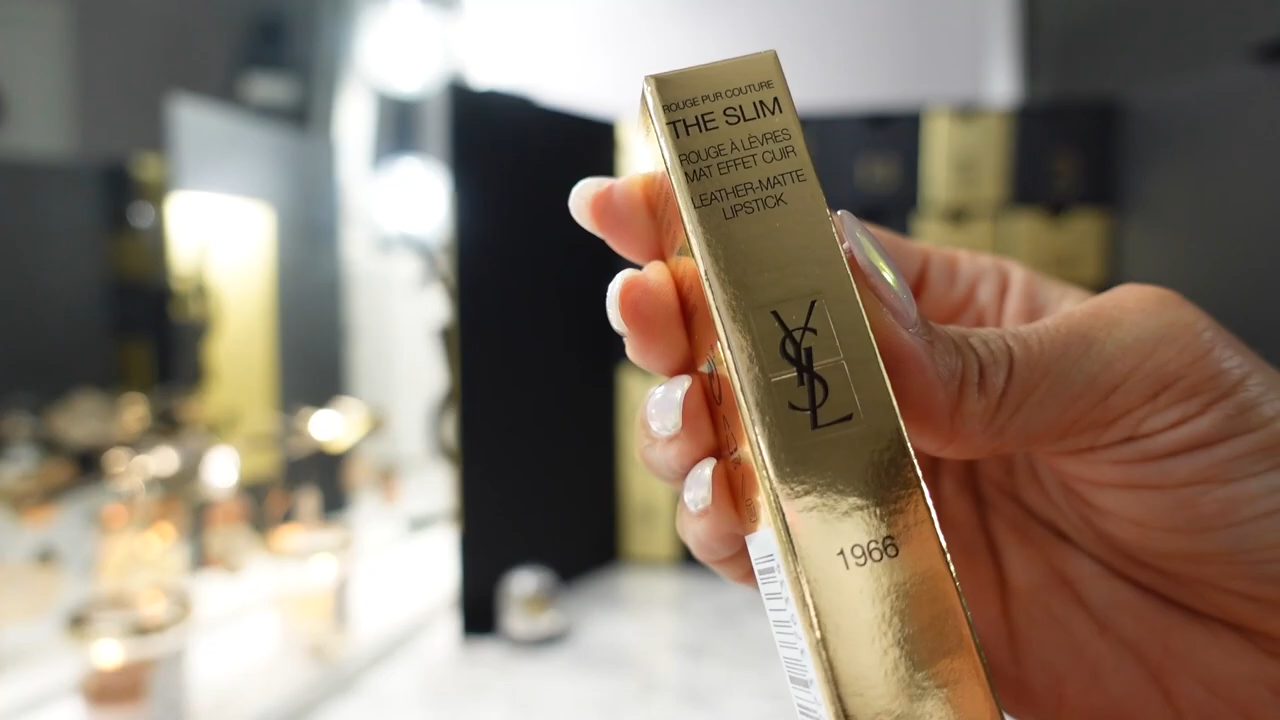 ROUGE PUR COUTURE
THE SLIM
ROUGE À LÈVRES
MAT EFFET CUIR
LEATHER-MATTE
LIPSTICK
YSL
1966